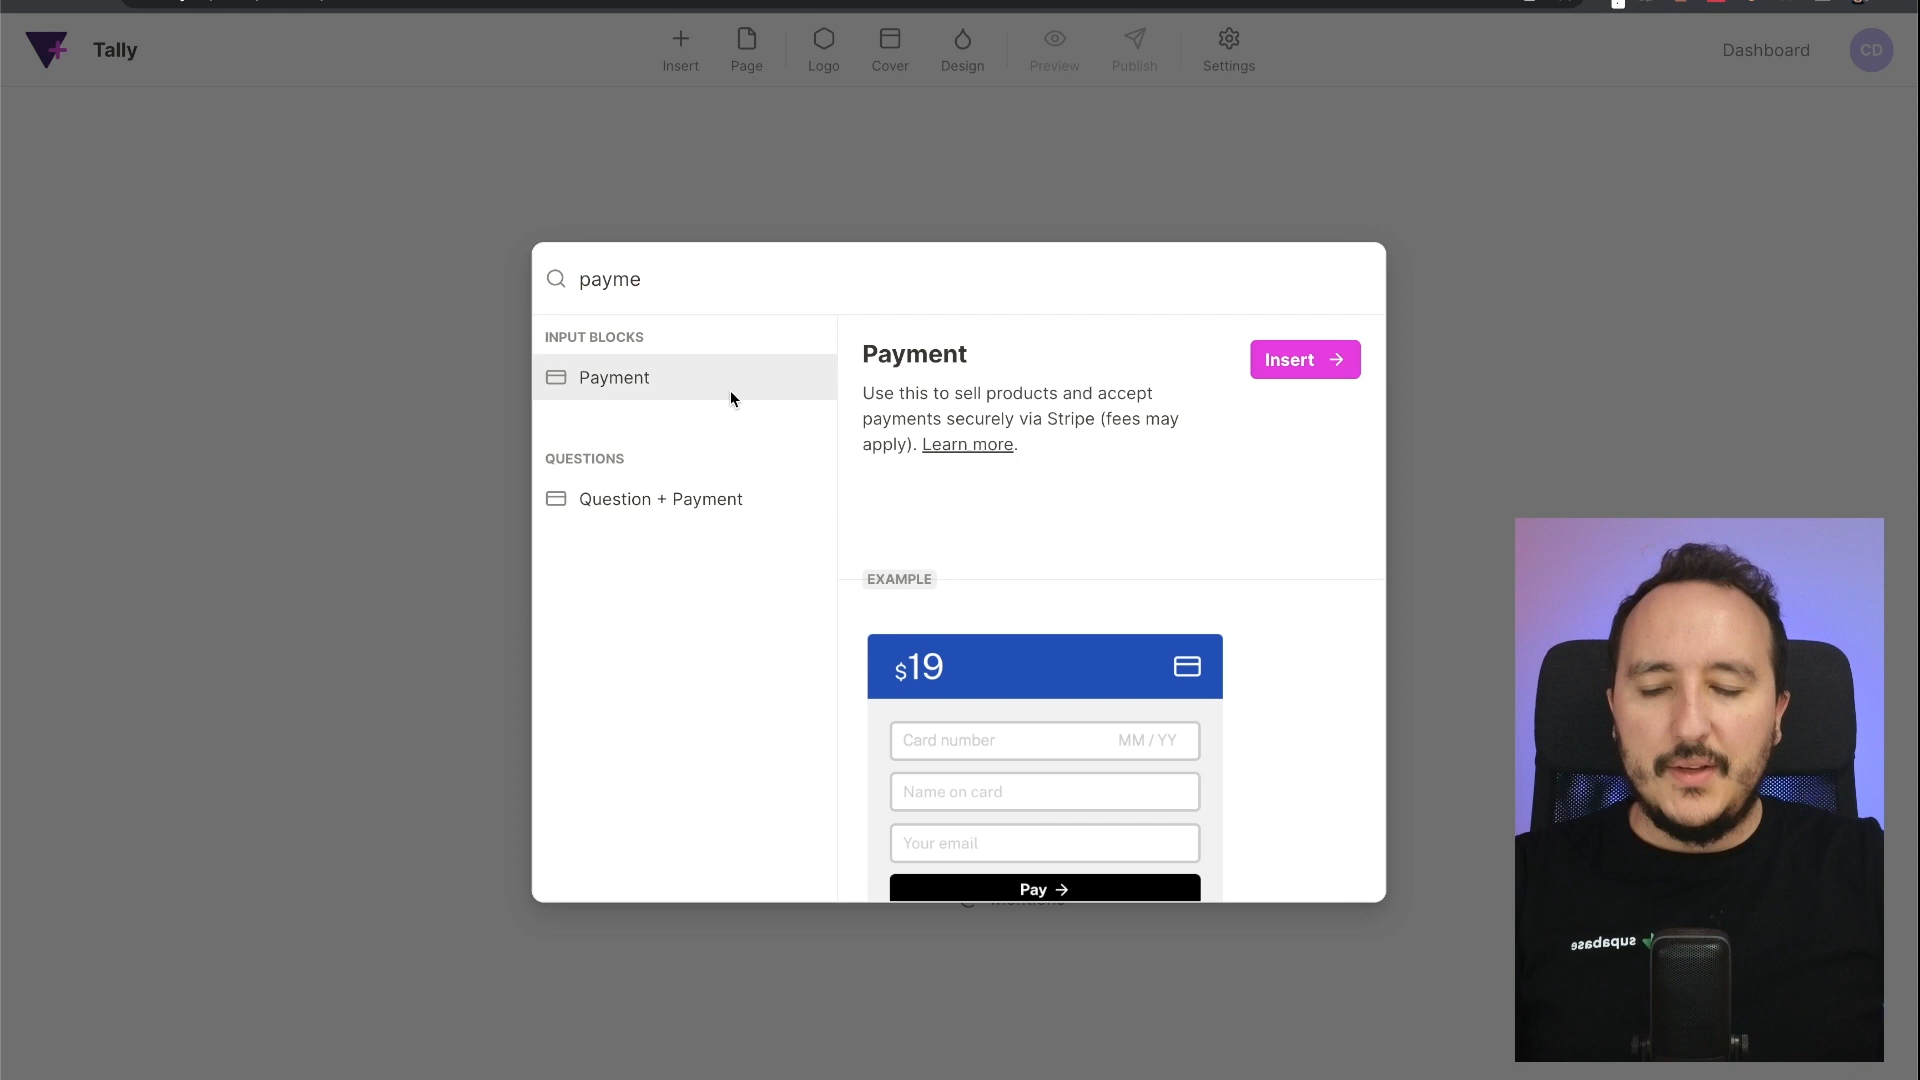 Tally
Insert
Page
Logo
Cover
Design
Preview
Publish
Settings
Dashboard
CD
payme
INPUT BLOCKS
Payment
QUESTIONS
Question + Payment
Payment
Insert →
Use this to sell products and accept
payments securely via Stripe (fees may
apply). Learn more.
EXAMPLE
$19
Card number MM / YY
Name on card
Your email
Pay →
supabase